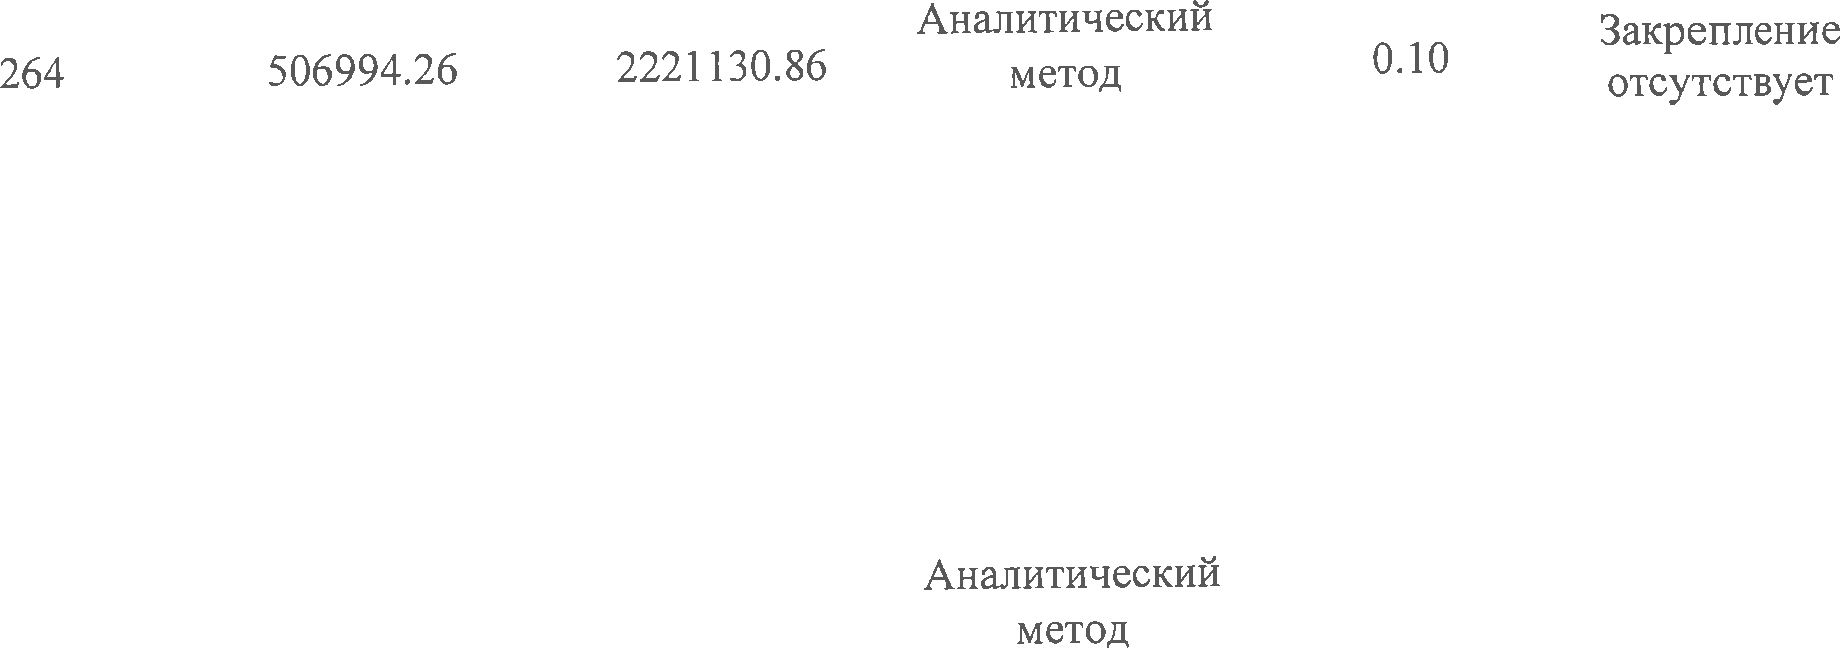 264 506994.26 2221130.86 Аналитический метод 0.10 Закрепление отсутствует
Аналитический
метод